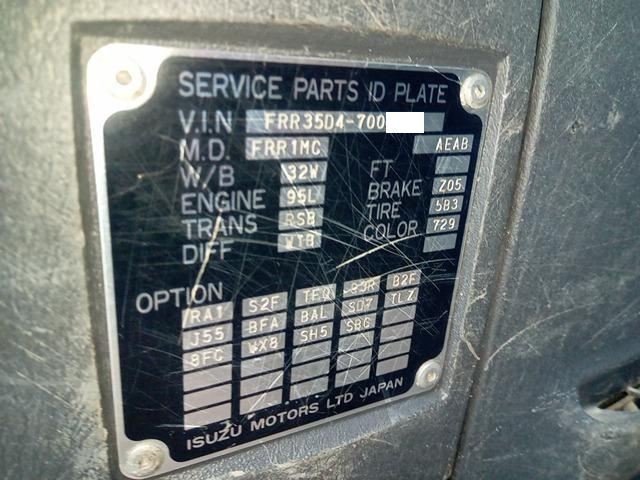 SERVICE PARTS ID PLATE
V.I.N FRR35D4-700
M.D. FRR1MC AEAB
W/B 32W FT
ENGINE 95L BRAKE Z05
TRANS RSB TIRE 5B3
DIFF WTB COLOR 729
OPTION
RA1 S2F TFQ B2F
J55 BFA BAL SD7 TLZ
8FC WX8 SH5 SBG
ISUZU MOTORS LTD JAPAN